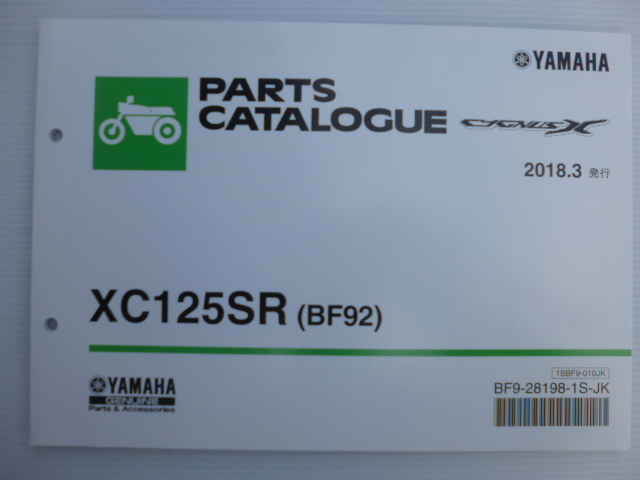 YAMAHA
PARTS
CATALOGUE
CYGNUS X
2018.3 発行
XC125SR (BF92)
YAMAHA
GENUINE
Parts & Accessories
1SBF9-010JK
BF9-28198-1S-JK